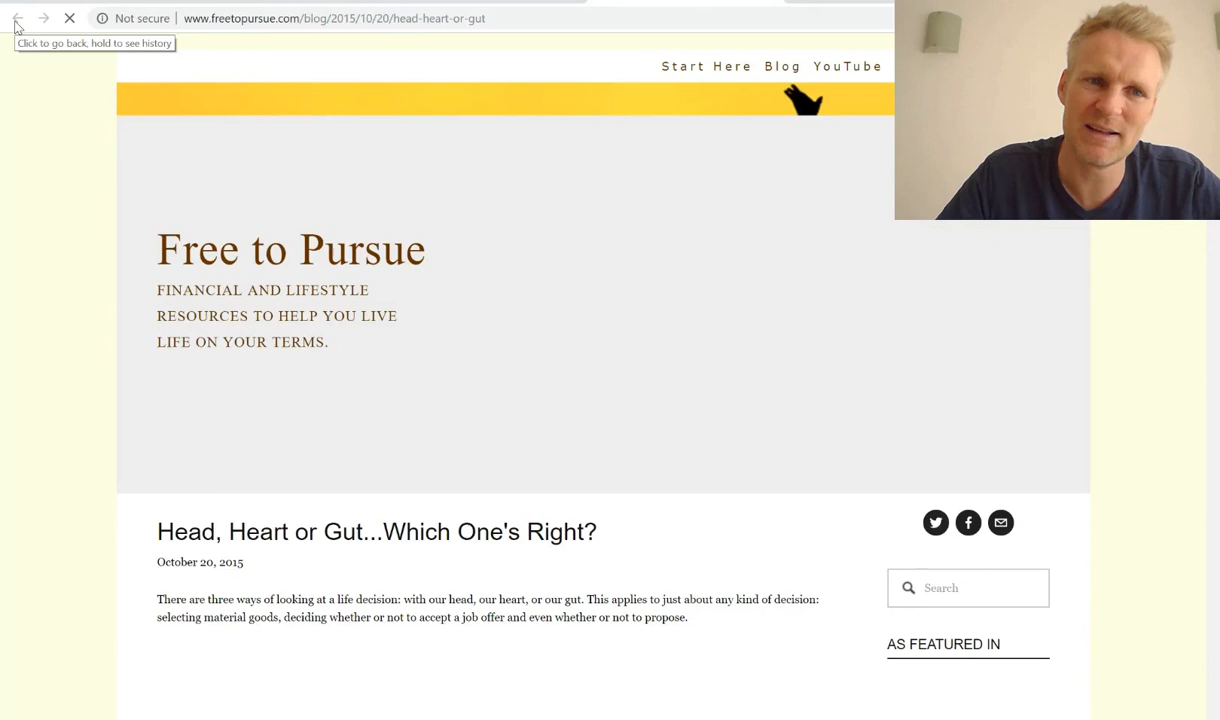 Not secure | www.freetopursue.com/blog/2015/10/20/head-heart-or-gut
Click to go back, hold to see history
Start Here Blog YouTube
Free to Pursue
FINANCIAL AND LIFESTYLE
RESOURCES TO HELP YOU LIVE
LIFE ON YOUR TERMS.
Head, Heart or Gut...Which One's Right?
October 20, 2015
There are three ways of looking at a life decision: with our head, our heart, or our gut. This applies to just about any kind of decision:
selecting material goods, deciding whether or not to accept a job offer and even whether or not to propose.
Search
AS FEATURED IN